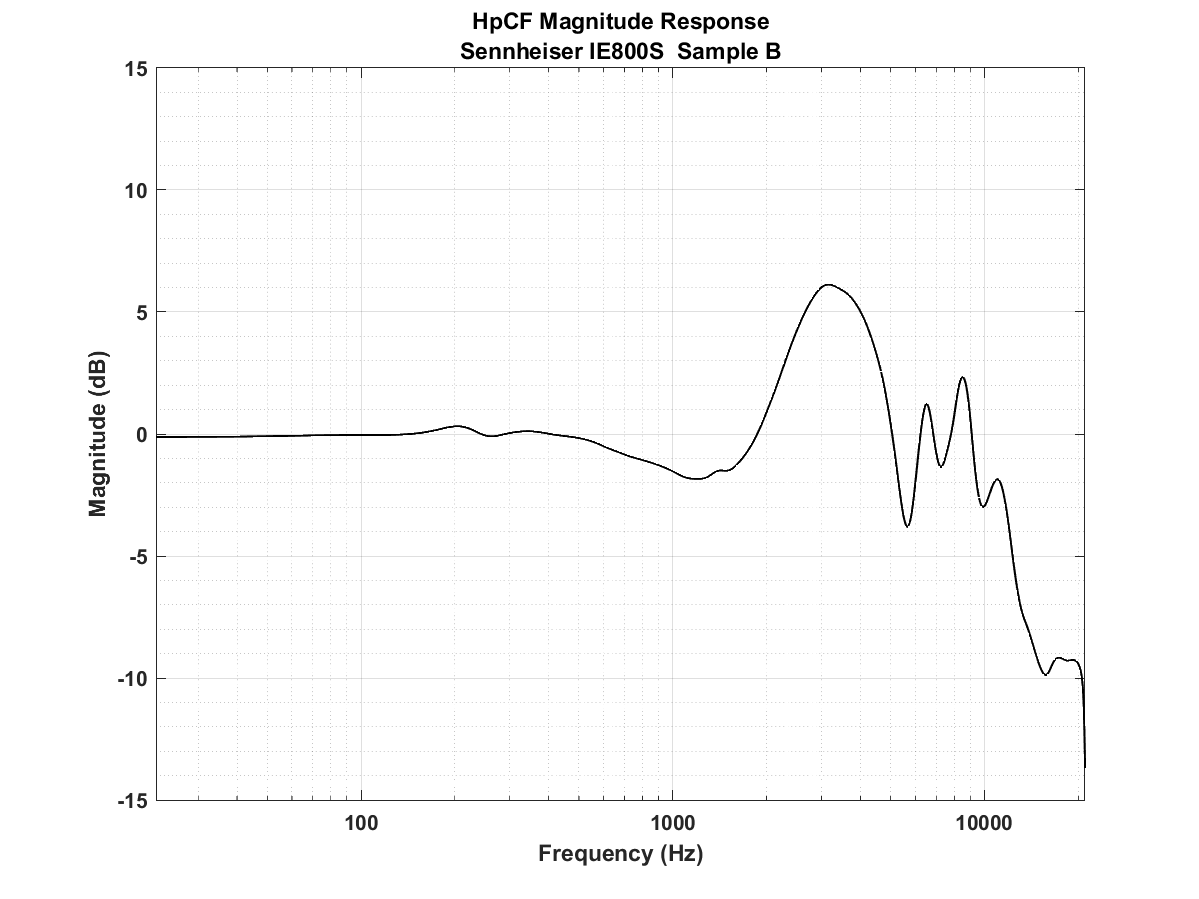 HpCF Magnitude Response
Sennheiser IE800S  Sample B
15
10
5
0
-5
-10
-15
Magnitude (dB)
100
1000
10000
Frequency (Hz)